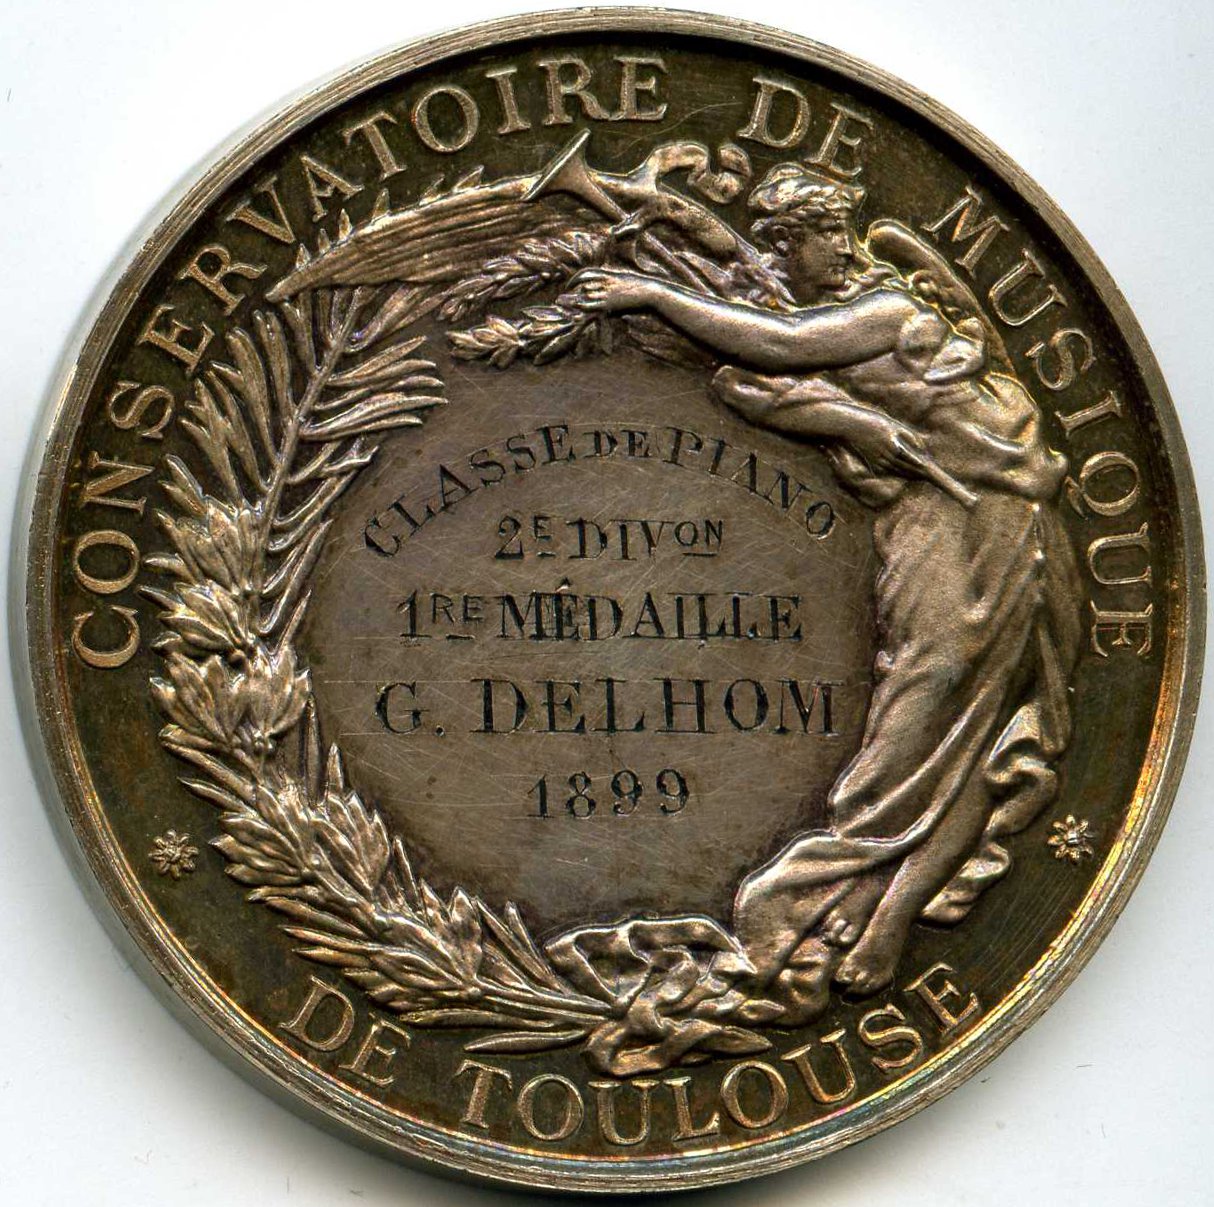 CONSERVATOIRE DE MUSIQUE
CLASSE DE PIANO
2E DIVON
1RE MÉDAILLE
G. DELHOM
1899
DE TOULOUSE